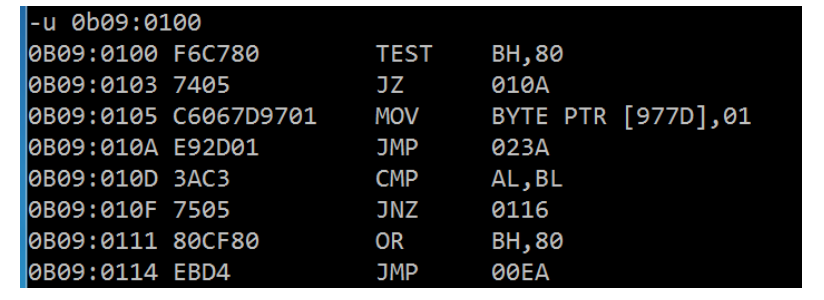 -u 0b09:0100
0B09:0100 F6C780 TEST BH,80
0B09:0103 7405 JZ 010A
0B09:0105 C6067D9701 MOV BYTE PTR [977D],01
0B09:010A E92D01 JMP 023A
0B09:010D 3AC3 CMP AL,BL
0B09:010F 7505 JNZ 0116
0B09:0111 80CF80 OR BH,80
0B09:0114 EBD4 JMP 00EA